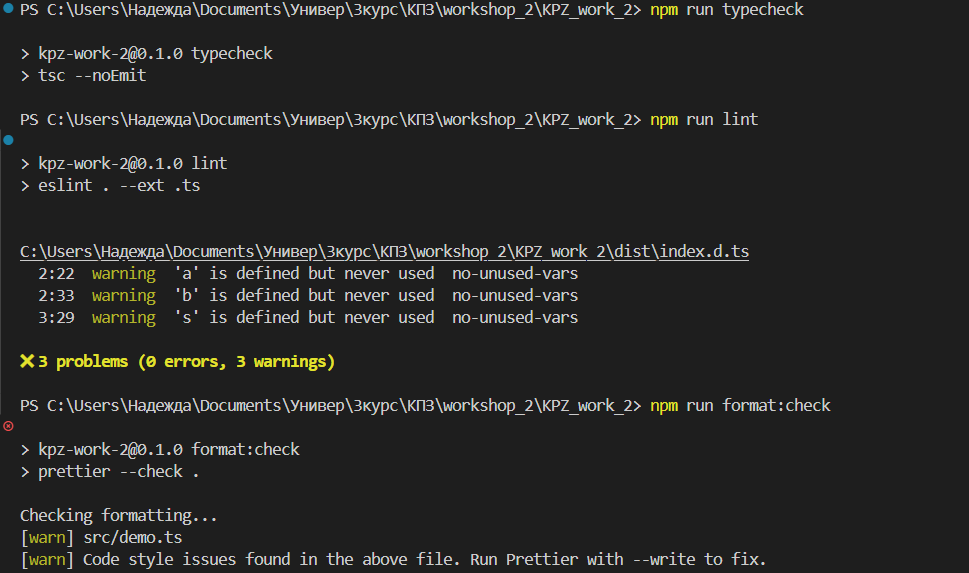 PS C:\Users\Надежда\Documents\Универ\3курс\КПЗ\workshop_2\KPZ_work_2> npm run typecheck
> kpz-work-2@0.1.0 typecheck
> tsc --noEmit
PS C:\Users\Надежда\Documents\Универ\3курс\КПЗ\workshop_2\KPZ_work_2> npm run lint
> kpz-work-2@0.1.0 lint
> eslint . --ext .ts
C:\Users\Надежда\Documents\Универ\3курс\КПЗ\workshop_2\KPZ_work_2\dist\index.d.ts
2:22 warning 'a' is defined but never used no-unused-vars
2:33 warning 'b' is defined but never used no-unused-vars
3:29 warning 's' is defined but never used no-unused-vars
✖ 3 problems (0 errors, 3 warnings)
PS C:\Users\Надежда\Documents\Универ\3курс\КПЗ\workshop_2\KPZ_work_2> npm run format:check
> kpz-work-2@0.1.0 format:check
> prettier --check .
Checking formatting...
[warn] src/demo.ts
[warn] Code style issues found in the above file. Run Prettier with --write to fix.